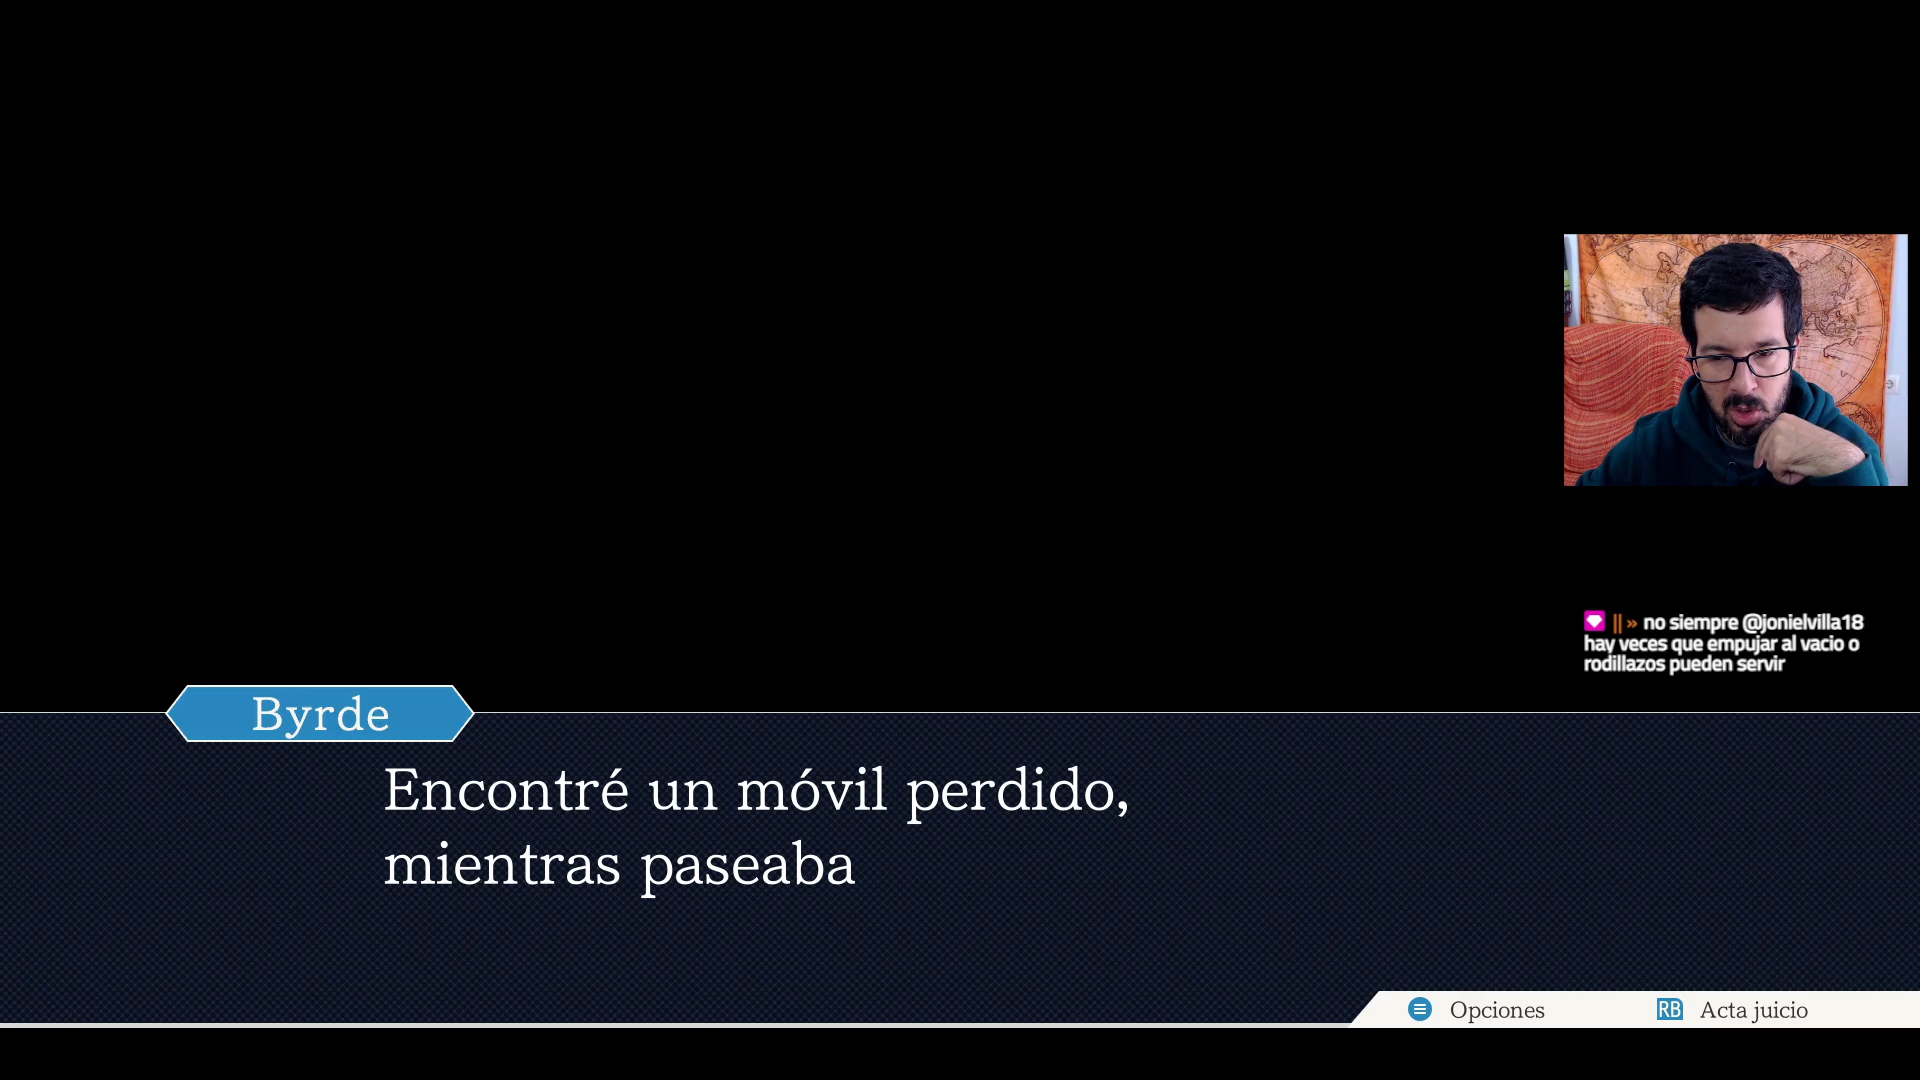 || » no siempre @jonielvilla18
hay veces que empujar al vacio o
rodillazos pueden servir
Byrde
Encontré un móvil perdido,
mientras paseaba
Opciones
RB Acta juicio